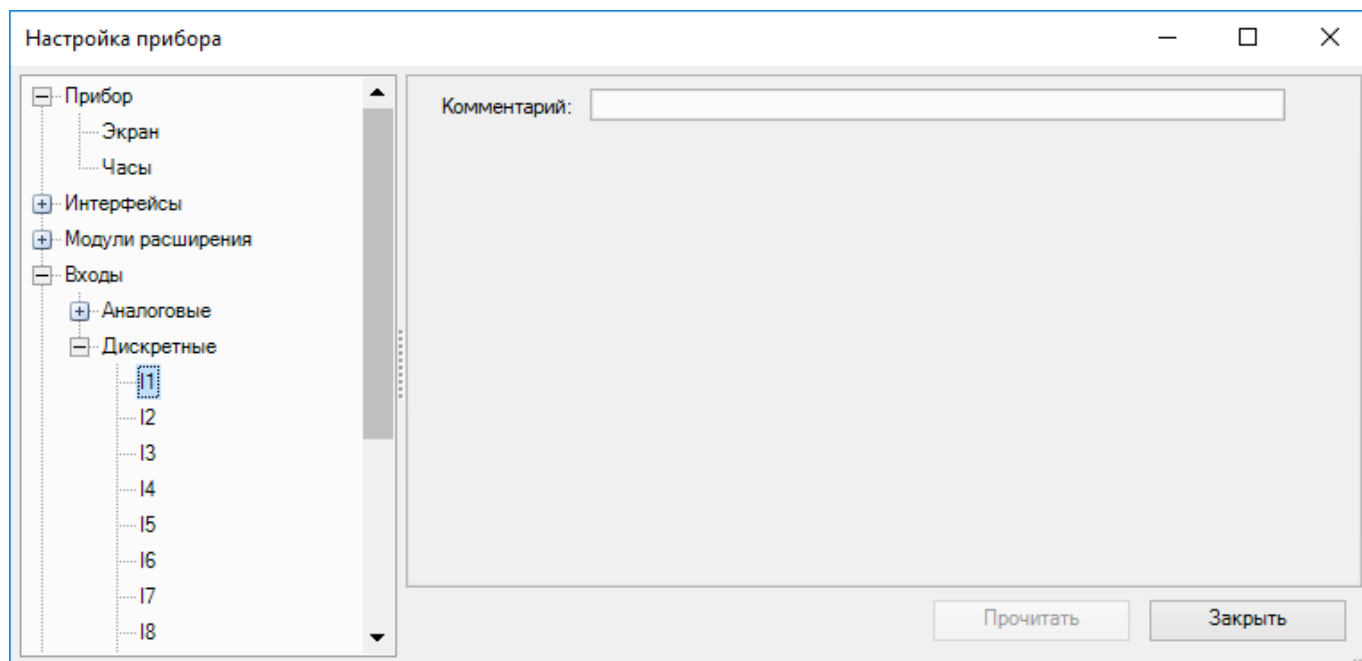 Настройка прибора
Прибор
Экран
Часы
Интерфейсы
Модули расширения
Входы
Аналоговые
Дискретные
I1
I2
I3
I4
I5
I6
I7
I8
Комментарий:
Прочитать
Закрыть